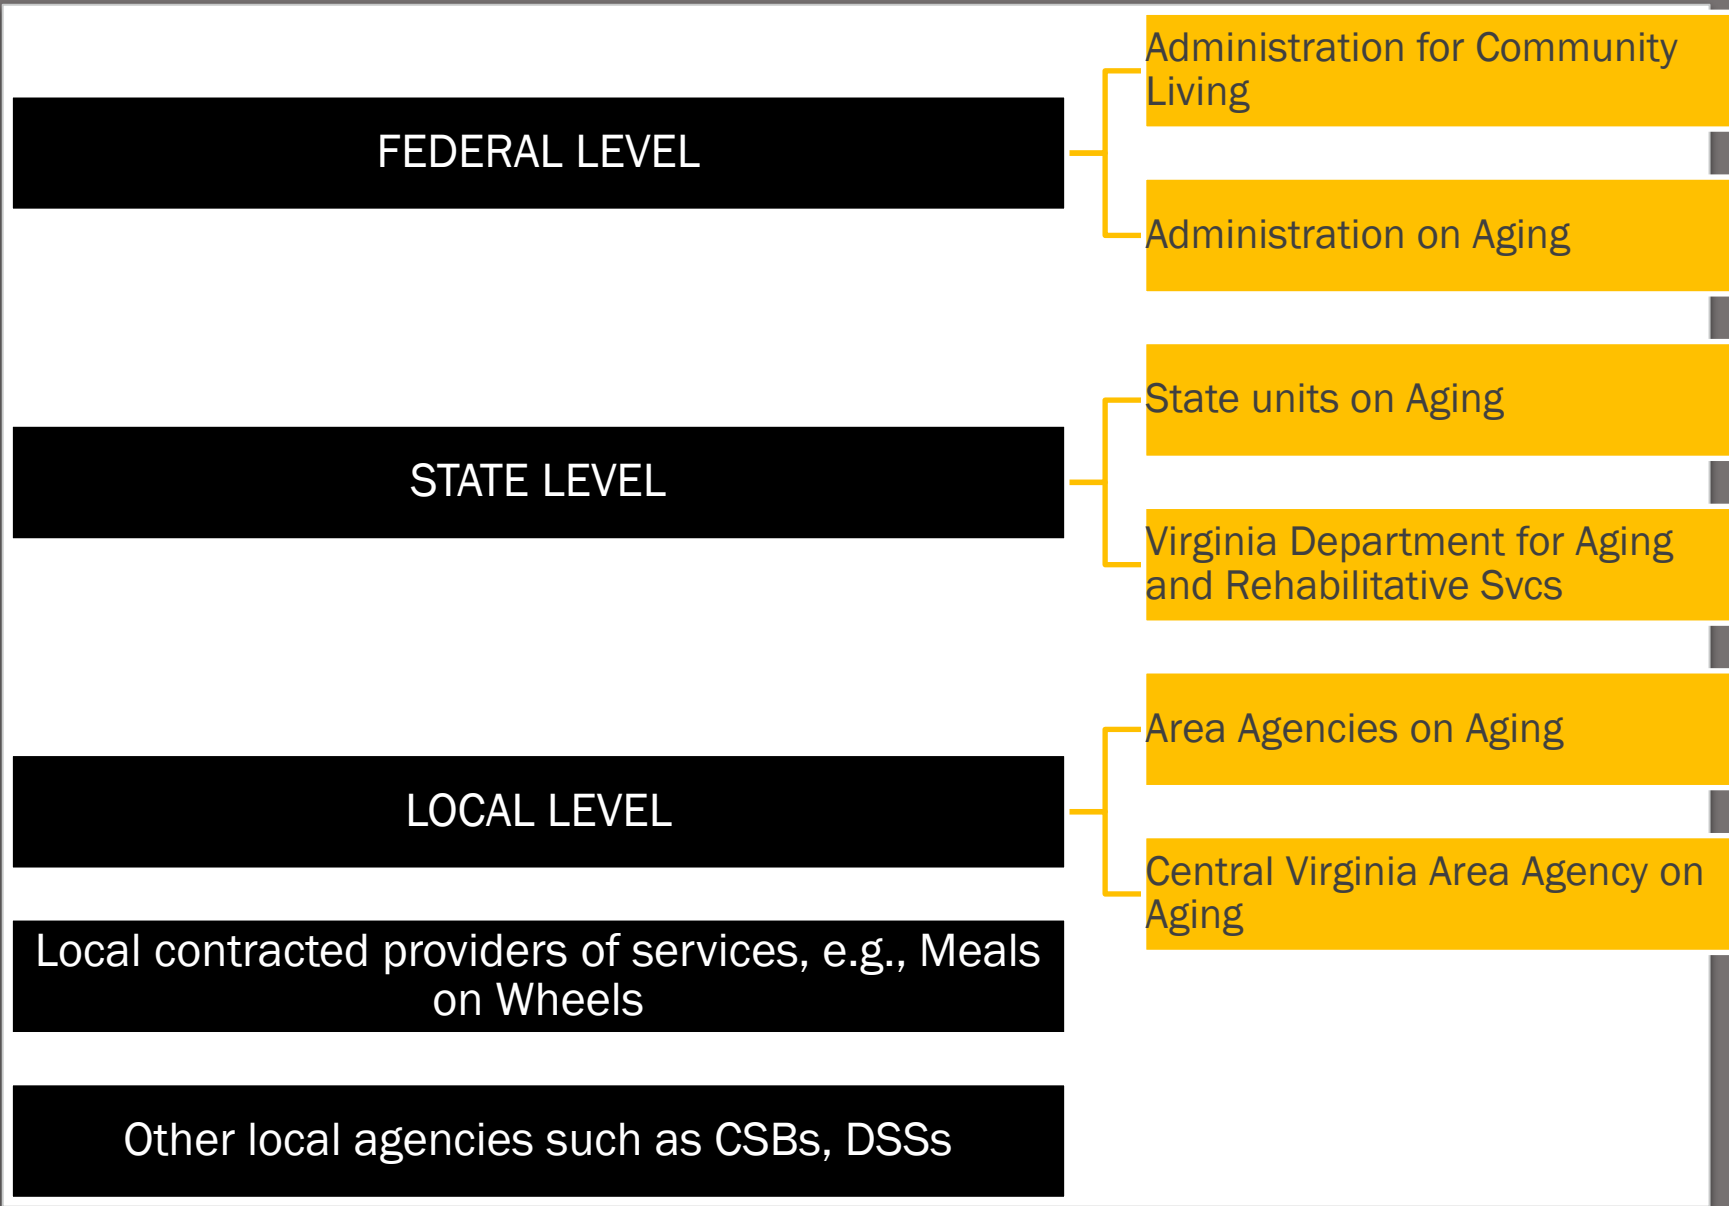 FEDERAL LEVEL
Administration for Community
Living
Administration on Aging
STATE LEVEL
State units on Aging
Virginia Department for Aging
and Rehabilitative Svcs
LOCAL LEVEL
Area Agencies on Aging
Central Virginia Area Agency on
Aging
Local contracted providers of services, e.g., Meals
on Wheels
Other local agencies such as CSBs, DSSs